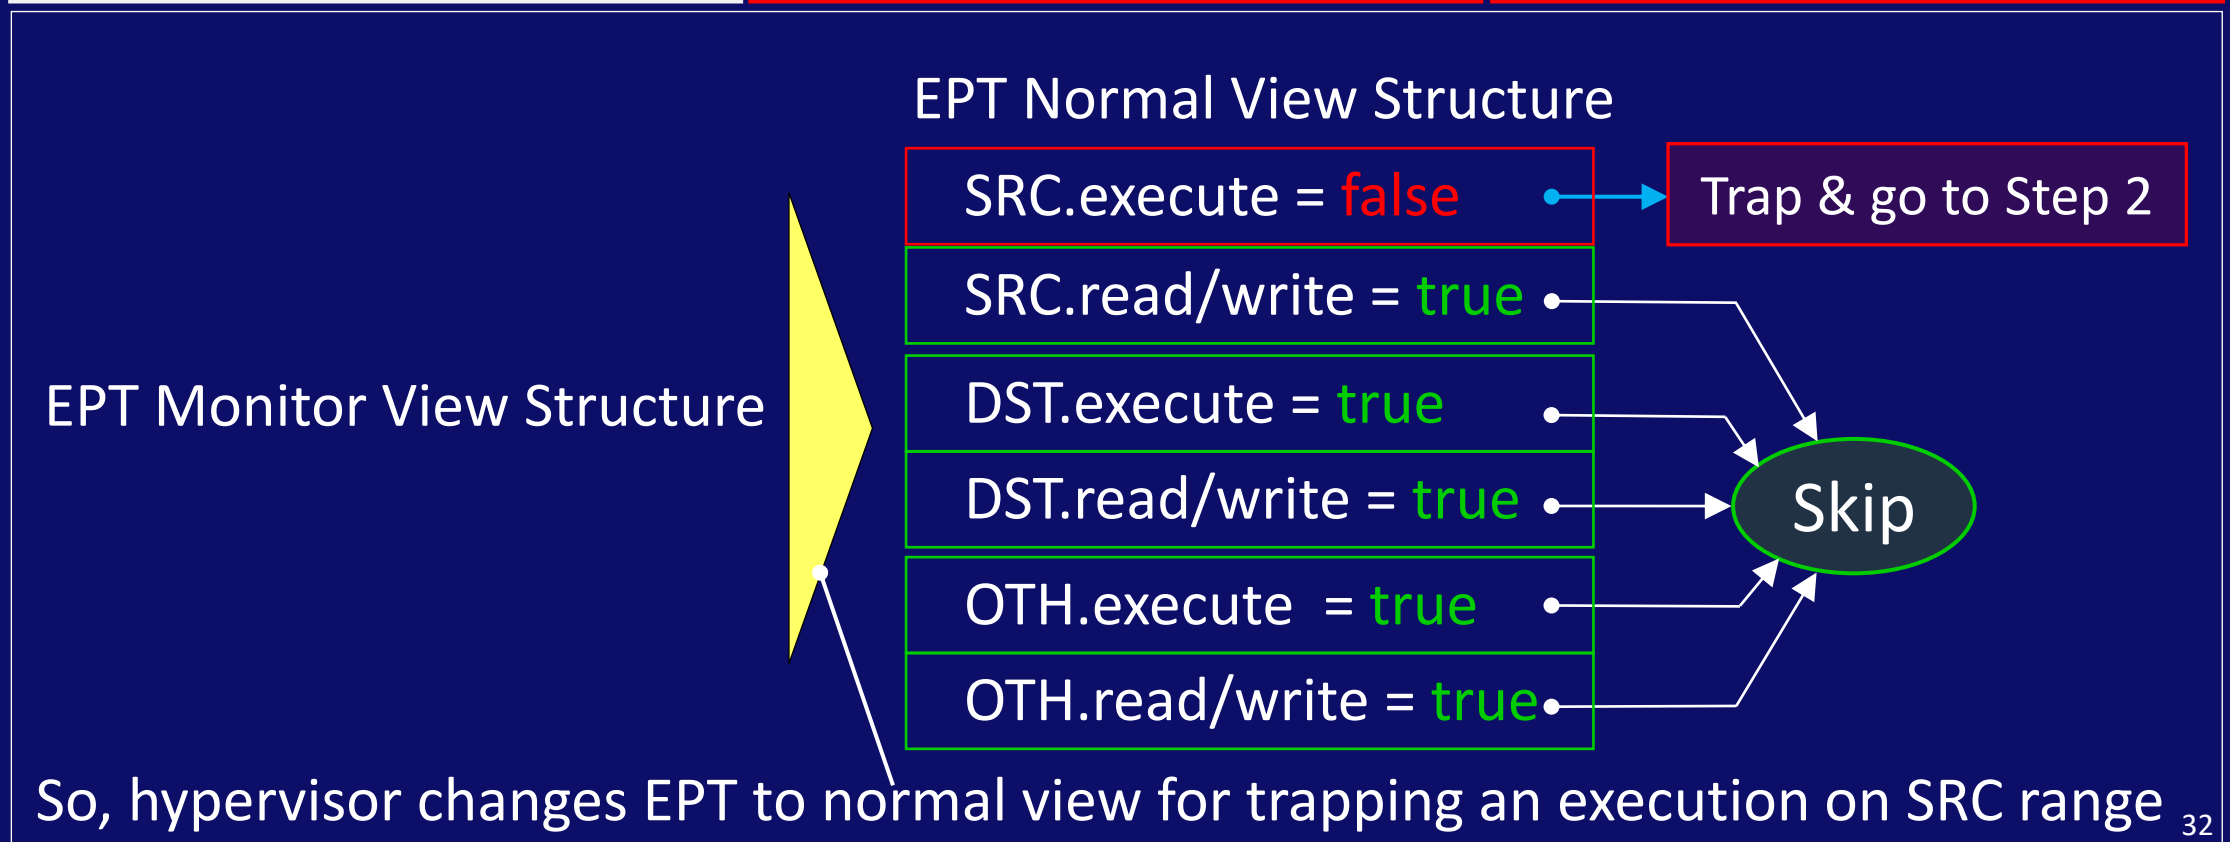 EPT Normal View Structure
SRC.execute = false
Trap & go to Step 2
SRC.read/write = true
EPT Monitor View Structure
DST.execute = true
DST.read/write = true
Skip
OTH.execute  = true
OTH.read/write = true
So, hypervisor changes EPT to normal view for trapping an execution on SRC range
32